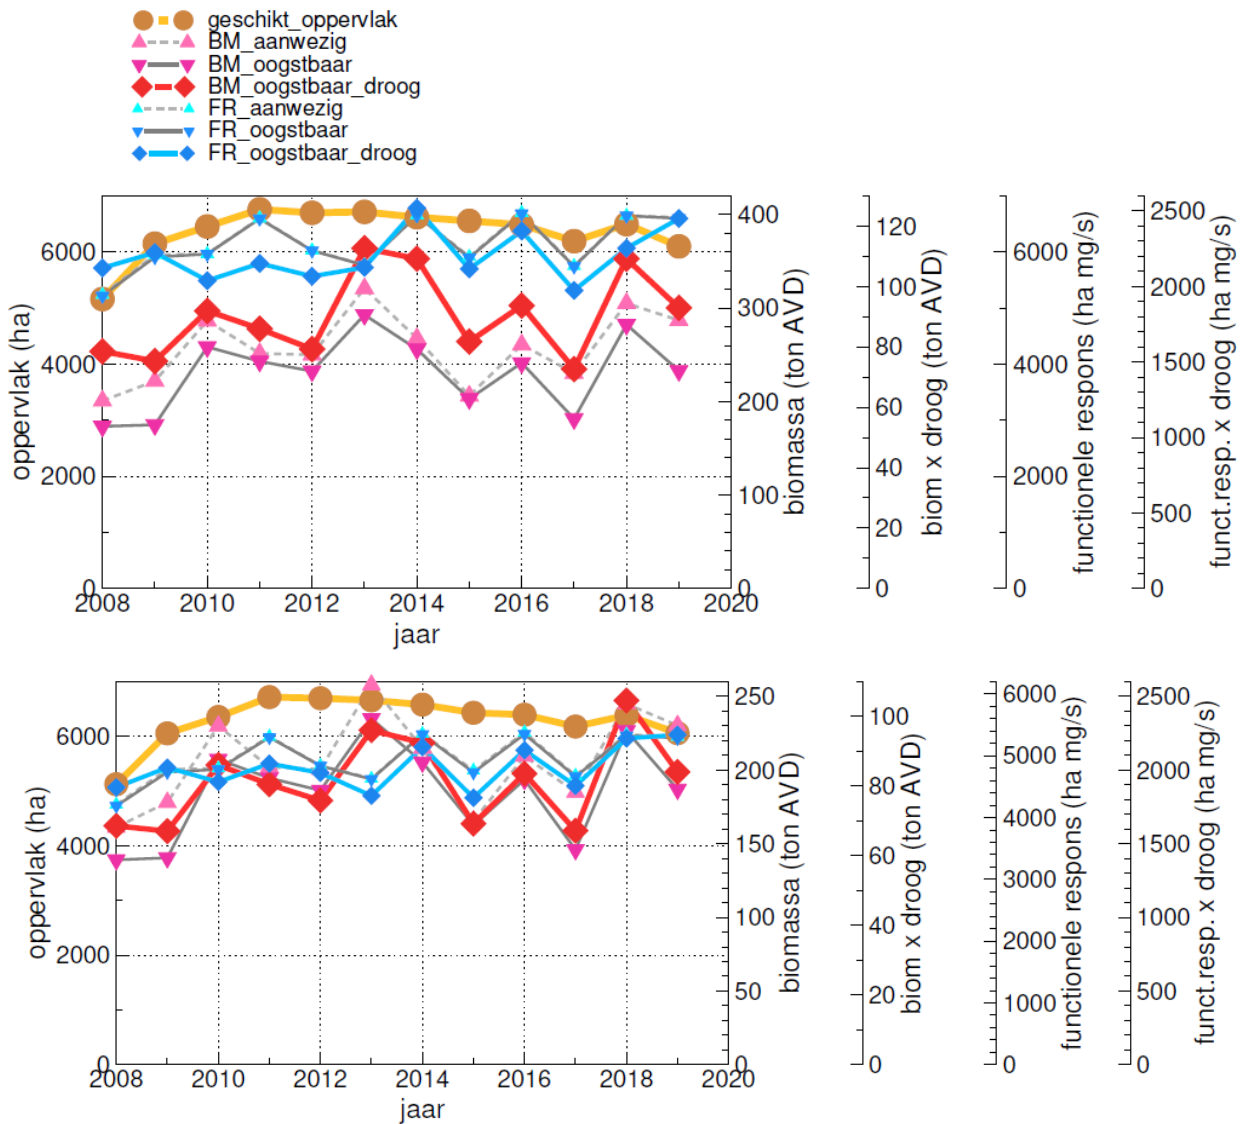 geschikt_oppervlak
BM_aanwezig
BM_oogstbaar
BM_oogstbaar_droog
FR_aanwezig
FR_oogstbaar
FR_oogstbaar_droog
oppervlak (ha)
6000
4000
2000
0
2008 2010 2012 2014 2016 2018 2020
jaar
400
300
200
100
0
biomassa (ton AVD)
120
100
80
60
40
20
0
biom x droog (ton AVD)
6000
4000
2000
0
functionele respons (ha mg/s)
2500
2000
1500
1000
500
0
funct.resp. x droog (ha mg/s)
oppervlak (ha)
6000
4000
2000
0
2008 2010 2012 2014 2016 2018 2020
jaar
250
200
150
100
50
0
biomassa (ton AVD)
100
80
60
40
20
0
biom x droog (ton AVD)
6000
5000
4000
3000
2000
1000
0
functionele respons (ha mg/s)
2500
2000
1500
1000
500
0
funct.resp. x droog (ha mg/s)